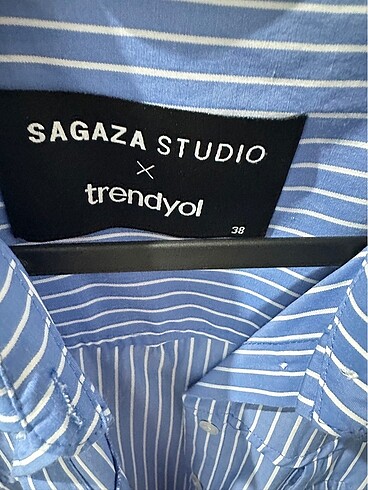 SAGAZA STUDIO
×
trendyol
38